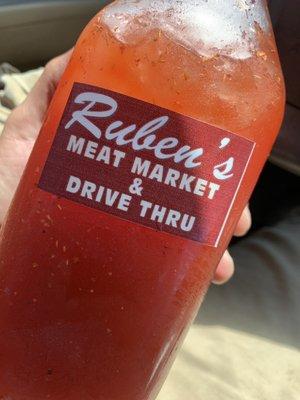 Ruben's
MEAT MARKET
&
DRIVE THRU